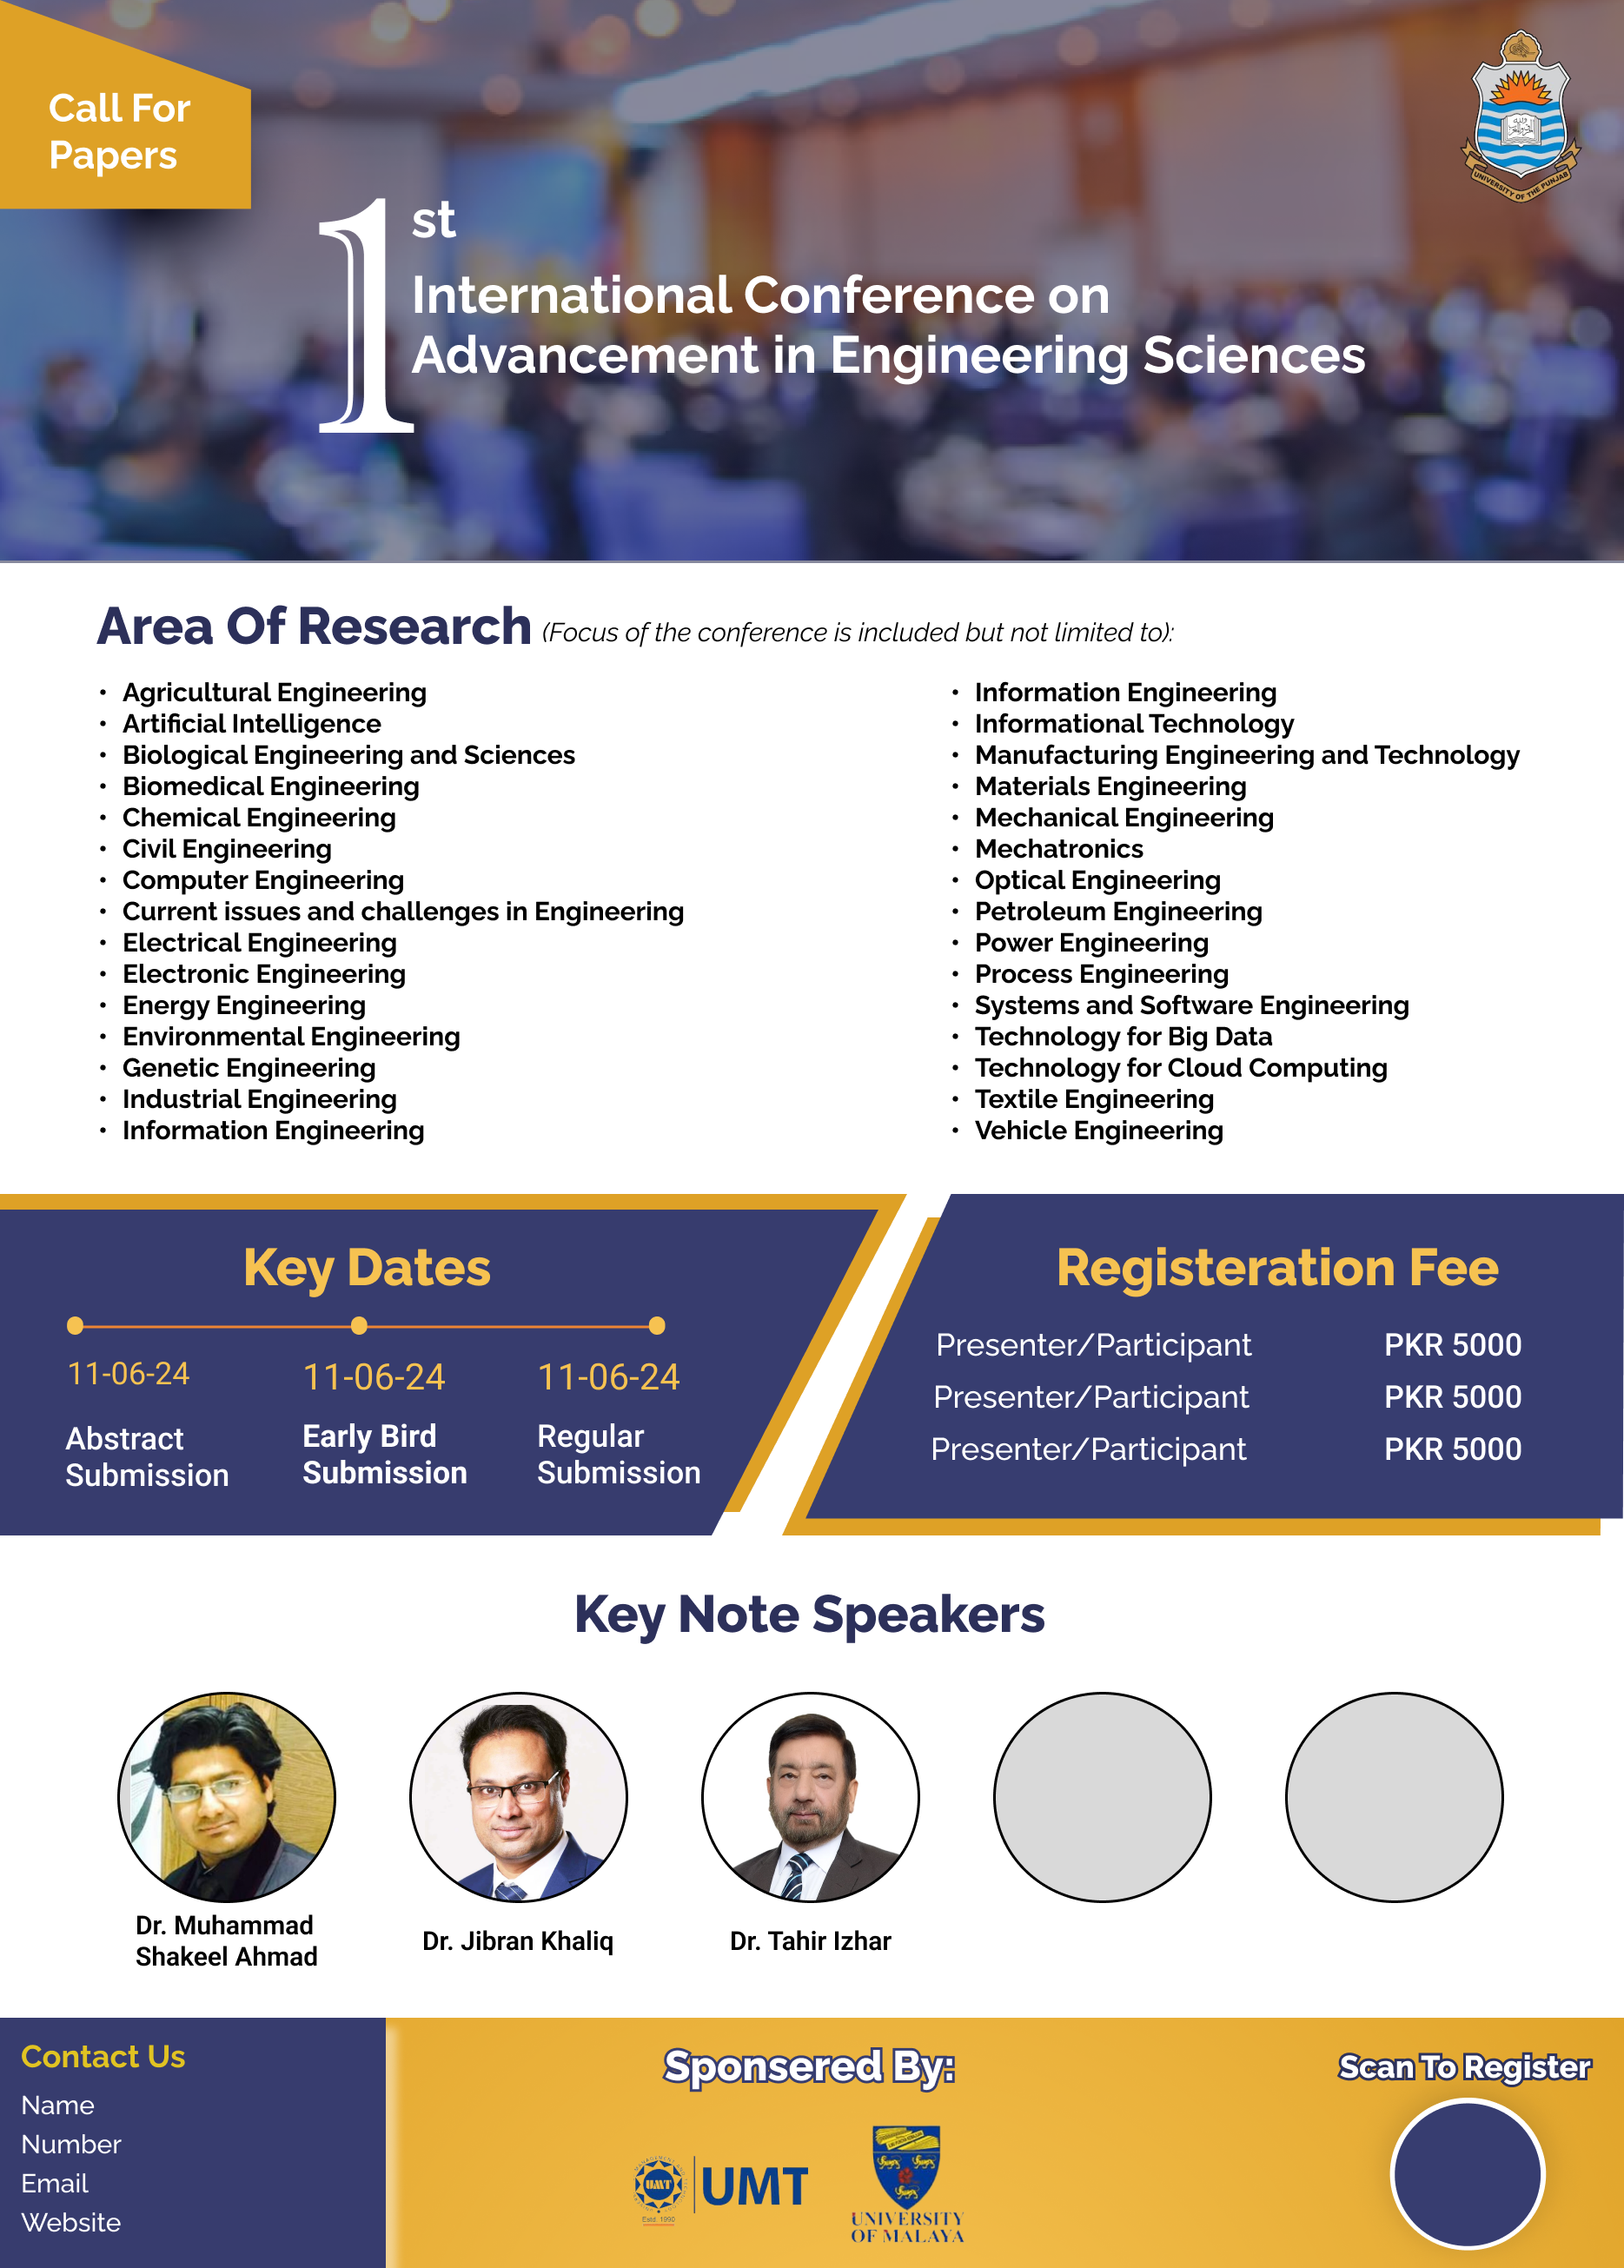 Call For
Papers
UNIVERSITY OF THE PUNJAB
1st
International Conference on
Advancement in Engineering Sciences
Area Of Research (Focus of the conference is included but not limited to):
• Agricultural Engineering
• Artificial Intelligence
• Biological Engineering and Sciences
• Biomedical Engineering
• Chemical Engineering
• Civil Engineering
• Computer Engineering
• Current issues and challenges in Engineering
• Electrical Engineering
• Electronic Engineering
• Energy Engineering
• Environmental Engineering
• Genetic Engineering
• Industrial Engineering
• Information Engineering
• Information Engineering
• Informational Technology
• Manufacturing Engineering and Technology
• Materials Engineering
• Mechanical Engineering
• Mechatronics
• Optical Engineering
• Petroleum Engineering
• Power Engineering
• Process Engineering
• Systems and Software Engineering
• Technology for Big Data
• Technology for Cloud Computing
• Textile Engineering
• Vehicle Engineering
Key Dates
11-06-24
Abstract
Submission
11-06-24
Early Bird
Submission
11-06-24
Regular
Submission
Registeration Fee
Presenter/Participant PKR 5000
Presenter/Participant PKR 5000
Presenter/Participant PKR 5000
Key Note Speakers
Dr. Muhammad
Shakeel Ahmad
Dr. Jibran Khaliq
Dr. Tahir Izhar
Contact Us
Name
Number
Email
Website
Sponsered By:
UMT
Estd. 1990
UMT
UNIVERSITY
OF MALAYA
Scan To Register